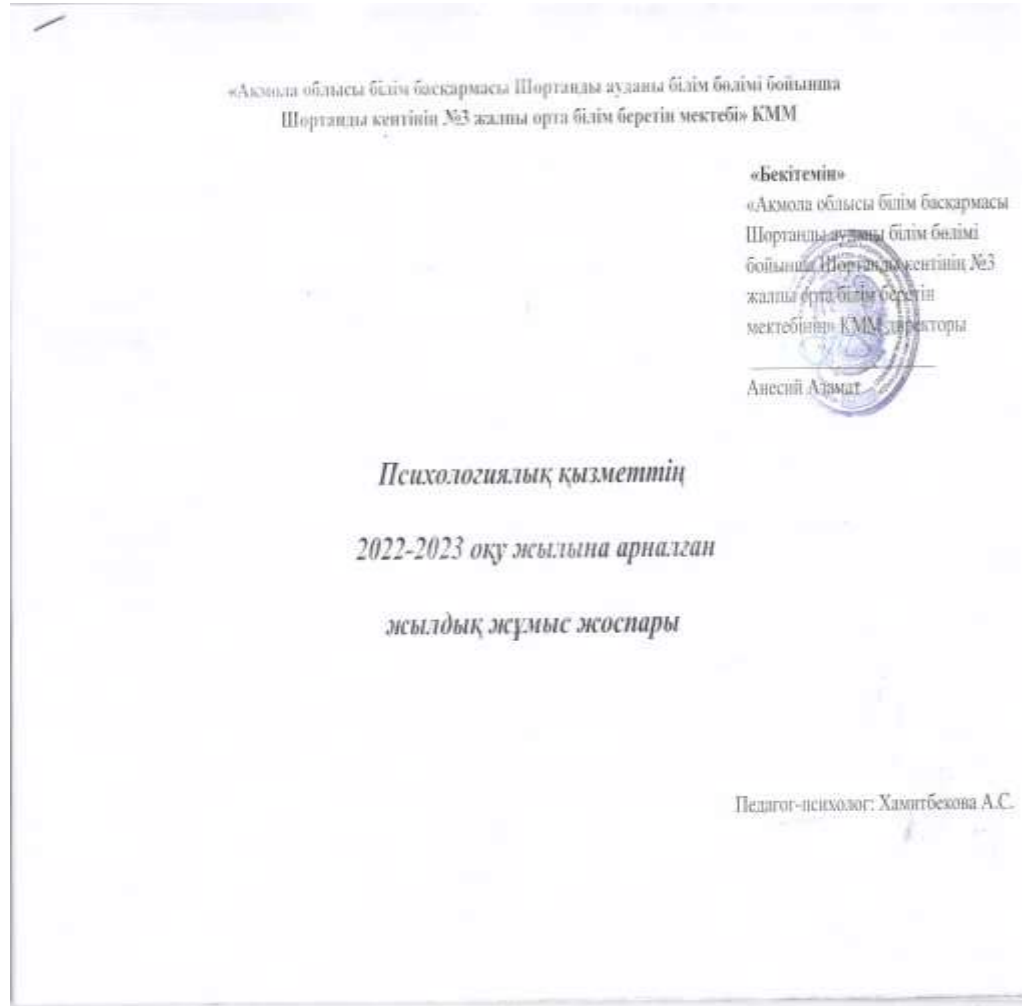 «Ақмола облысы білім басқармасы Шортанды ауданы білім бөлімі бойынша
Шортанды кентінің №3 жалпы орта білім беретін мектебі» КММ
«Бекітемін»
«Ақмола облысы білім басқармасы
Шортанды ауданы білім бөлімі
бойынша Шортанды кентінің №3
жалпы орта білім беретін
мектебінің» КММ директоры
Анесий Азамат
Психологиялық қызметтің
2022-2023 оқу жылына арналған
жылдық жұмыс жоспары
Педагог-психолог: Хамитбекова А.С.